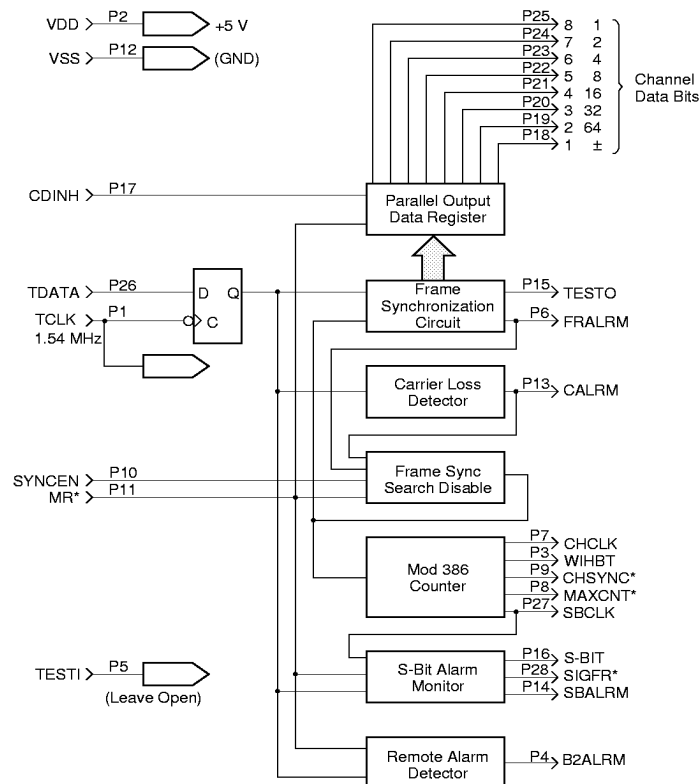 VDD P2 +5 V
VSS P12 (GND)
P25 8 1
P24 7 2
P23 6 4
P22 5 8
P21 4 16
P20 3 32
P19 2 64
P18 1 ±
Channel
Data Bits
CDINH P17
Parallel Output
Data Register
TDATA P26 D Q
TCLK P1 C
1.54 MHz
Frame
Synchronization
Circuit
P15 TESTO
P6 FRALRM
Carrier Loss
Detector
P13 CALRM
SYNCEN P10
MR* P11
Frame Sync
Search Disable
Mod 386
Counter
P7 CHCLK
P3 WIHBT
P9 CHSYNC*
P8 MAXCNT*
P27 SBCLK
TESTI P5
(Leave Open)
S-Bit Alarm
Monitor
P16 S-BIT
P28 SIGFR*
P14 SBALRM
Remote Alarm
Detector
P4 B2ALRM